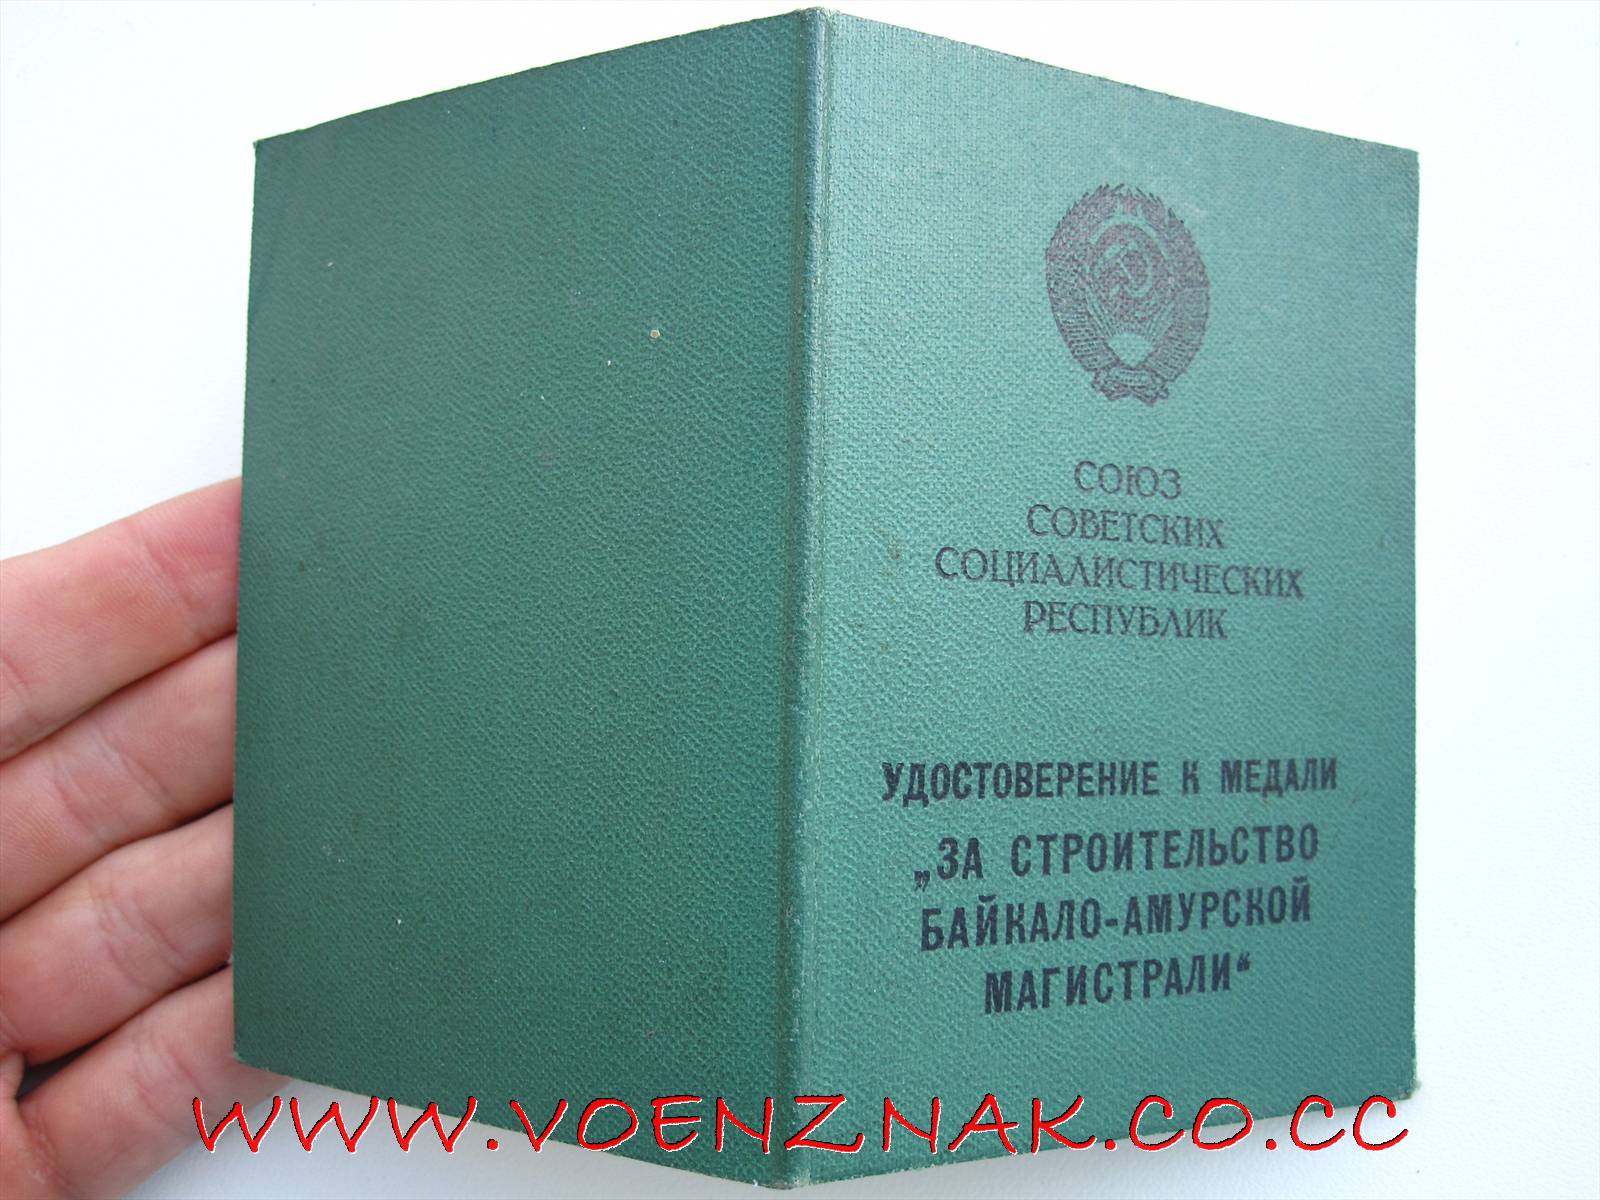 СОЮЗ
СОВЕТСКИХ
СОЦИАЛИСТИЧЕСКИХ
РЕСПУБЛИК
УДОСТОВЕРЕНИЕ К МЕДАЛИ
„ЗА СТРОИТЕЛЬСТВО
БАЙКАЛО-АМУРСКОЙ
МАГИСТРАЛИ“
WWW.VOENZNAK.CO.CC